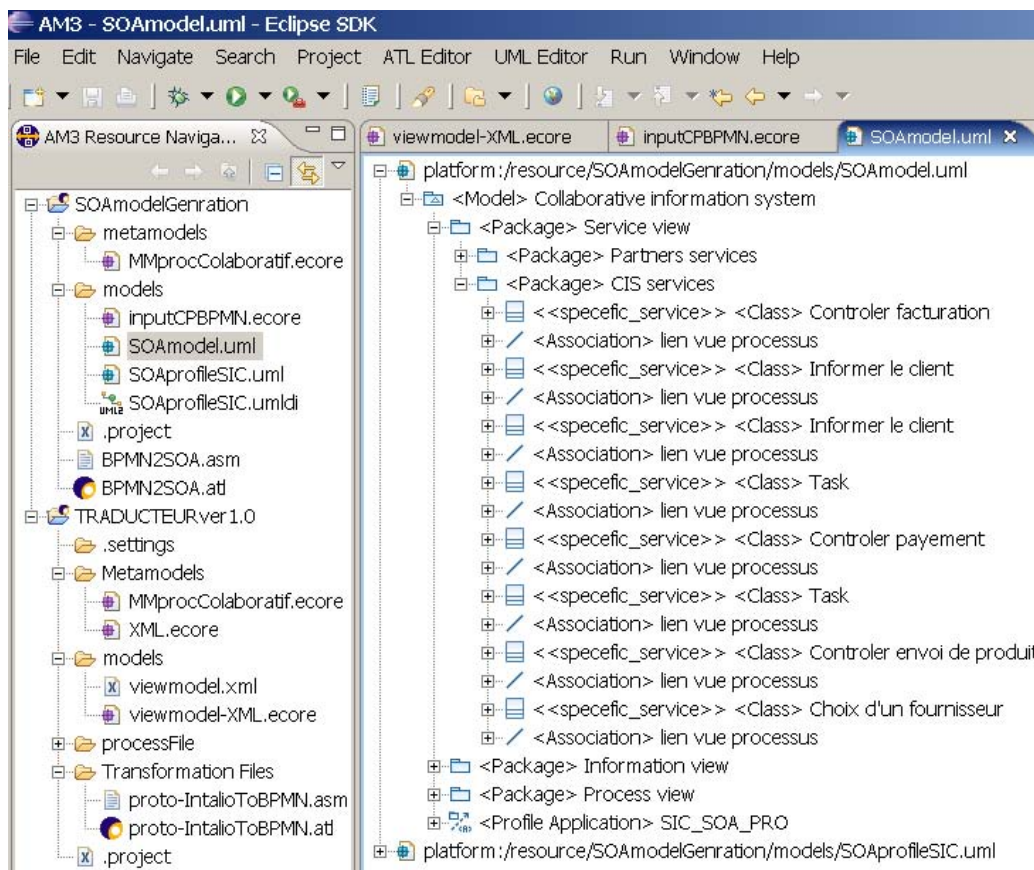 AM3 - SOAmodel.uml - Eclipse SDK
File Edit Navigate Search Project ATL Editor UML Editor Run Window Help
AM3 Resource Naviga...
SOAmodelGenration
metamodels
MMprocColaboratif.ecore
models
inputCPBPMN.ecore
SOAmodel.uml
SOAprofileSIC.uml
UML2 SOAprofileSIC.umldi
.project
BPMN2SOA.asm
BPMN2SOA.atl
TRADUCTEURver1.0
.settings
Metamodels
MMprocColaboratif.ecore
XML.ecore
models
viewmodel.xml
viewmodel-XML.ecore
processFile
Transformation Files
proto-IntalioToBPMN.asm
proto-IntalioToBPMN.atl
.project
viewmodel-XML.ecore inputCPBPMN.ecore SOAmodel.uml
platform:/resource/SOAmodelGenration/models/SOAmodel.uml
<Model> Collaborative information system
<Package> Service view
<Package> Partners services
<Package> CIS services
<<specefic_service>> <Class> Controler facturation
<Association> lien vue processus
<<specefic_service>> <Class> Informer le client
<Association> lien vue processus
<<specefic_service>> <Class> Informer le client
<Association> lien vue processus
<<specefic_service>> <Class> Task
<Association> lien vue processus
<<specefic_service>> <Class> Controler payement
<Association> lien vue processus
<<specefic_service>> <Class> Task
<Association> lien vue processus
<<specefic_service>> <Class> Controler envoi de produit
<Association> lien vue processus
<<specefic_service>> <Class> Choix d'un fournisseur
<Association> lien vue processus
<Package> Information view
<Package> Process view
<Profile Application> SIC_SOA_PRO
platform:/resource/SOAmodelGenration/models/SOAprofileSIC.uml